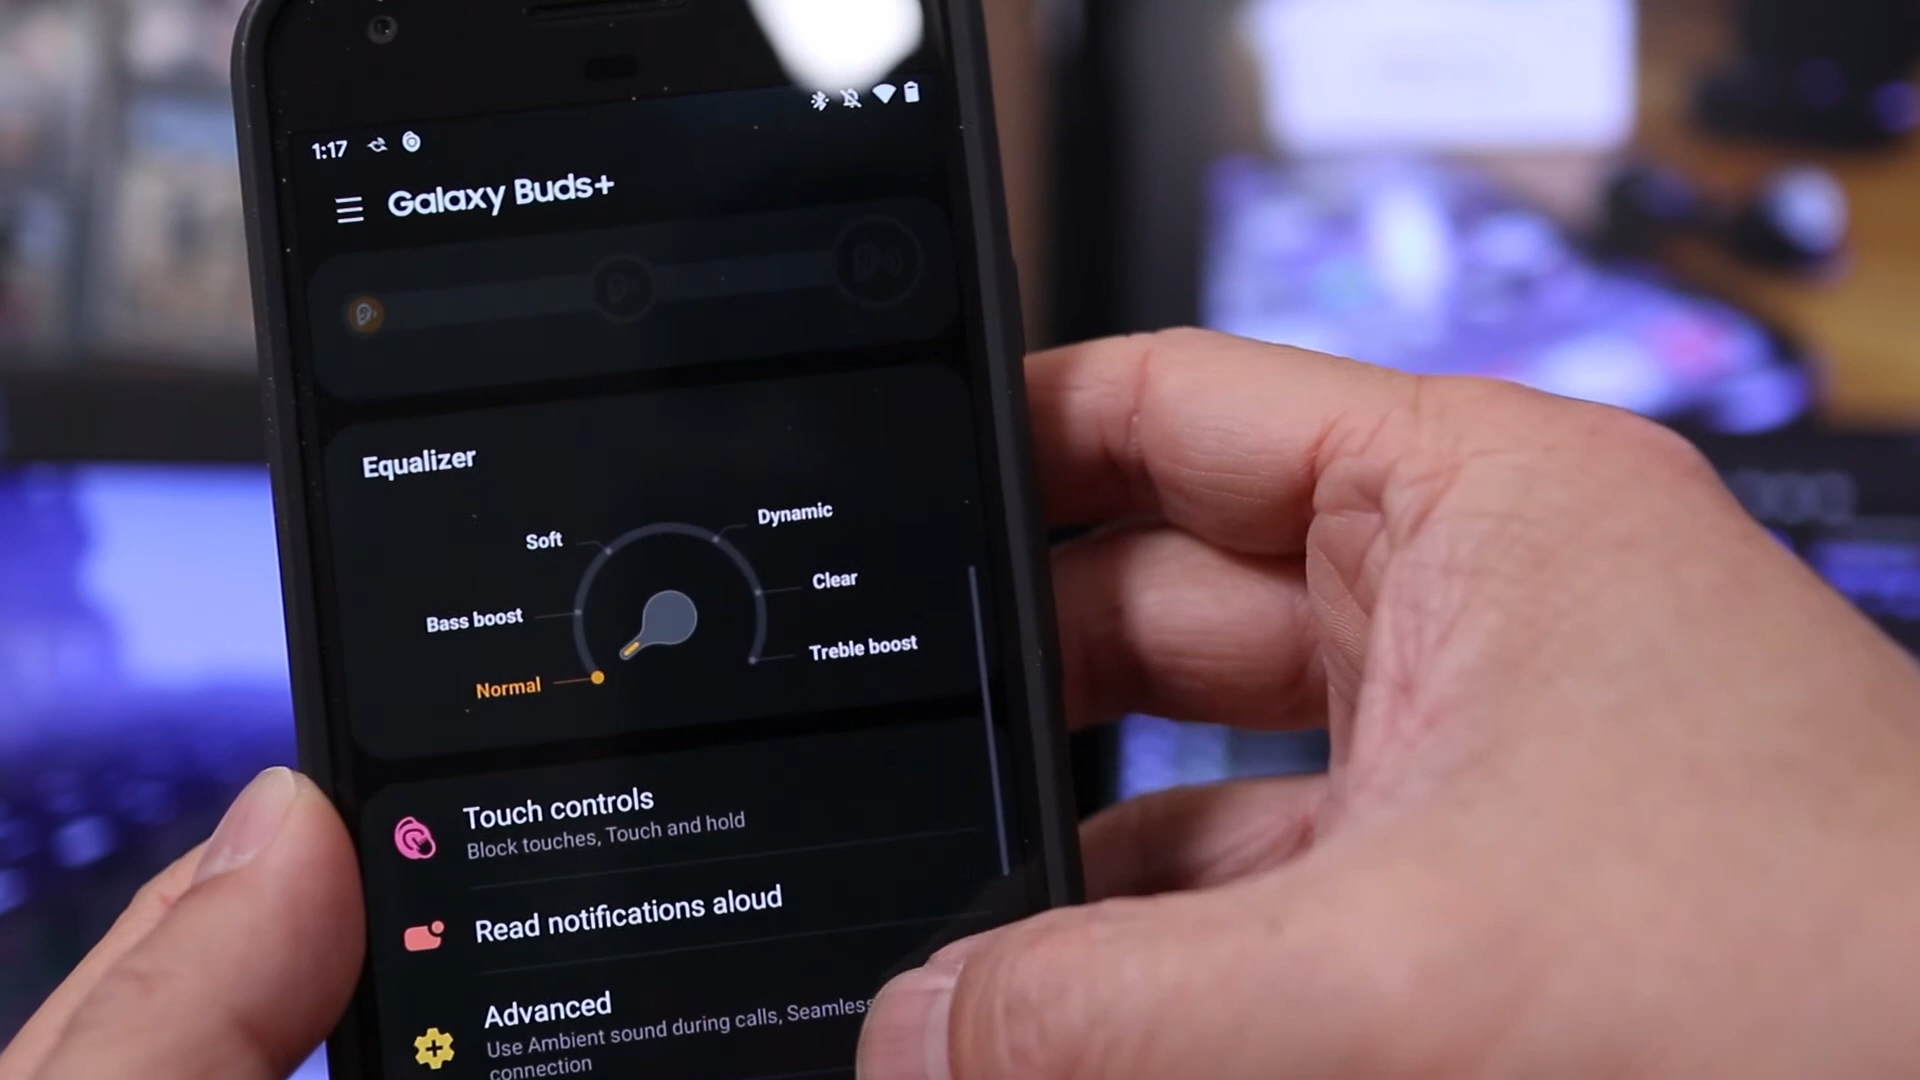 1:17
Galaxy Buds+
Equalizer
Soft
Dynamic
Bass boost
Clear
Normal
Treble boost
Touch controls
Block touches, Touch and hold
Read notifications aloud
Advanced
Use Ambient sound during calls, Seamless
connection